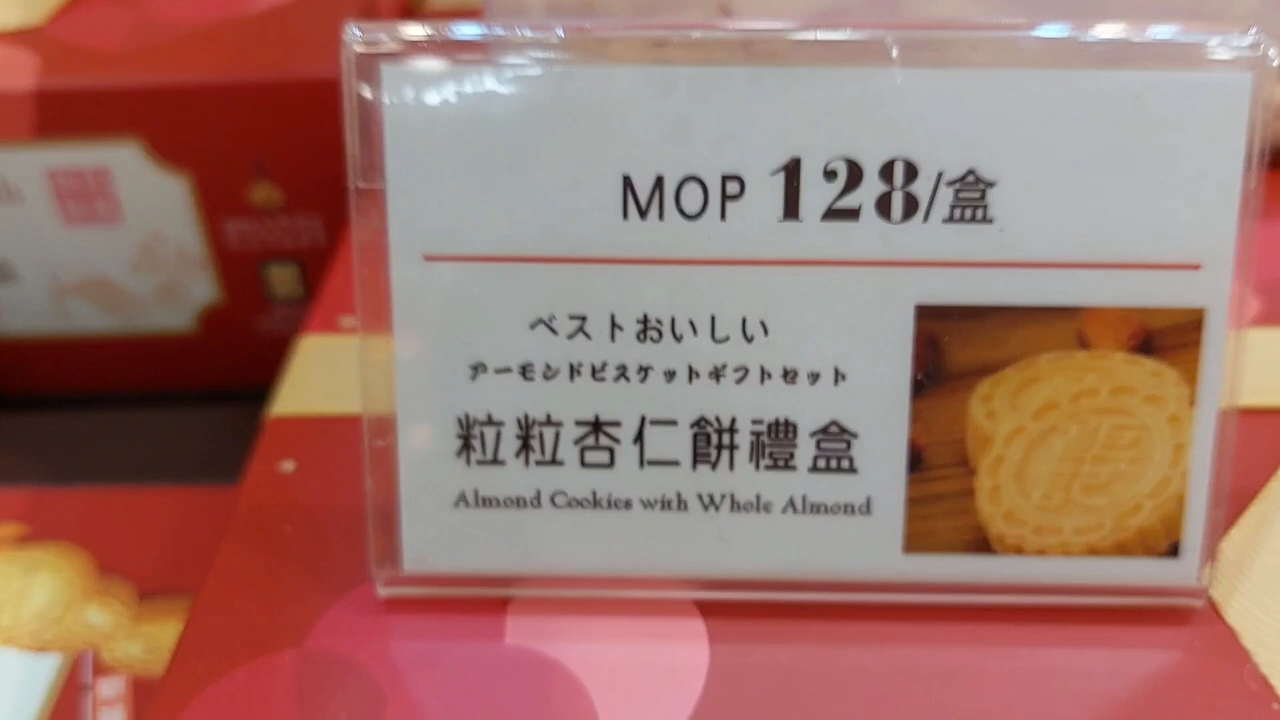 MOP 128/盒
ベストおいしい
アーモンドビスケットギフトセット
粒粒杏仁餅禮盒
Almond Cookies with Whole Almond